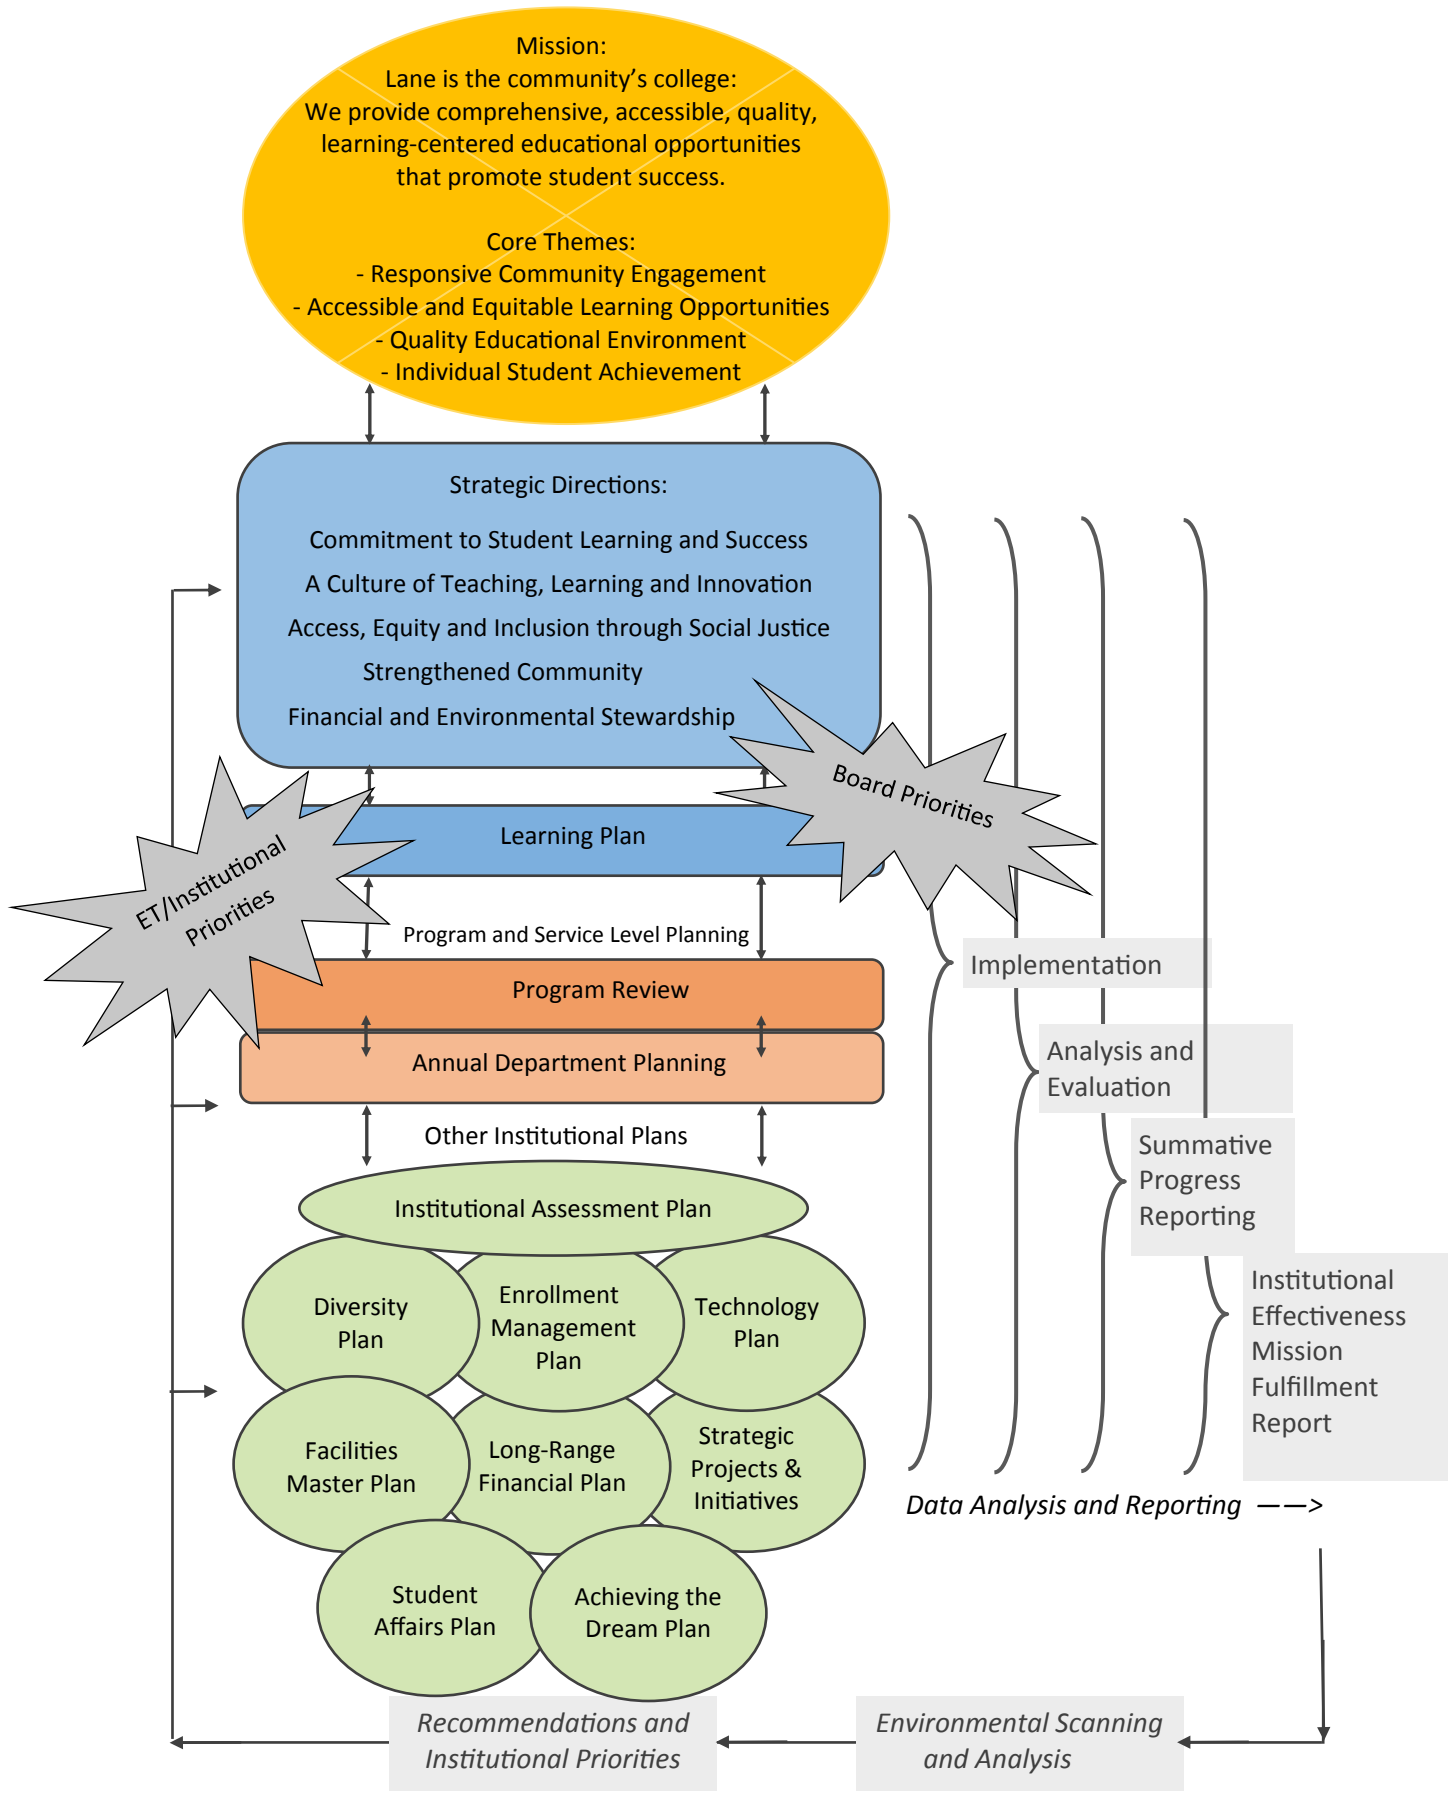 Mission:
Lane is the community’s college:
We provide comprehensive, accessible, quality,
learning-centered educational opportunities
that promote student success.
Core Themes:
- Responsive Community Engagement
- Accessible and Equitable Learning Opportunities
- Quality Educational Environment
- Individual Student Achievement
Strategic Directions:
Commitment to Student Learning and Success
A Culture of Teaching, Learning and Innovation
Access, Equity and Inclusion through Social Justice
Strengthened Community
Financial and Environmental Stewardship
Board Priorities
ET/Institutional
Priorities
Learning Plan
Program and Service Level Planning
Program Review
Annual Department Planning
Other Institutional Plans
Institutional Assessment Plan
Diversity
Plan
Enrollment
Management
Plan
Technology
Plan
Facilities
Master Plan
Long-Range
Financial Plan
Strategic
Projects &
Initiatives
Student
Affairs Plan
Achieving the
Dream Plan
Implementation
Analysis and
Evaluation
Summative
Progress
Reporting
Institutional
Effectiveness
Mission
Fulfillment
Report
Data Analysis and Reporting ——>
Recommendations and
Institutional Priorities
Environmental Scanning
and Analysis